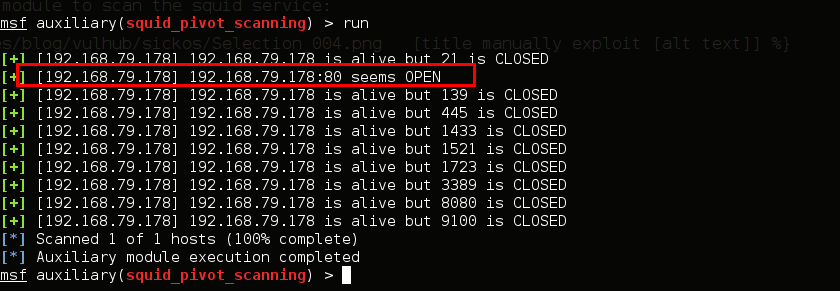 module to scan the squid service:
msf auxiliary(squid_pivot_scanning) > run
es/blog/vulhub/sickos/Selection_004.png [title manually exploit [alt text]] %}
[+] [192.168.79.178] 192.168.79.178 is alive but 21 is CLOSED
[+] [192.168.79.178] 192.168.79.178:80 seems OPEN
[+] [192.168.79.178] 192.168.79.178 is alive but 139 is CLOSED
[+] [192.168.79.178] 192.168.79.178 is alive but 445 is CLOSED
[+] [192.168.79.178] 192.168.79.178 is alive but 1433 is CLOSED
[+] [192.168.79.178] 192.168.79.178 is alive but 1521 is CLOSED
[+] [192.168.79.178] 192.168.79.178 is alive but 1723 is CLOSED
[+] [192.168.79.178] 192.168.79.178 is alive but 3389 is CLOSED
[+] [192.168.79.178] 192.168.79.178 is alive but 8080 is CLOSED
[+] [192.168.79.178] 192.168.79.178 is alive but 9100 is CLOSED
[*] Scanned 1 of 1 hosts (100% complete)
[*] Auxiliary module execution completed
msf auxiliary(squid_pivot_scanning) >